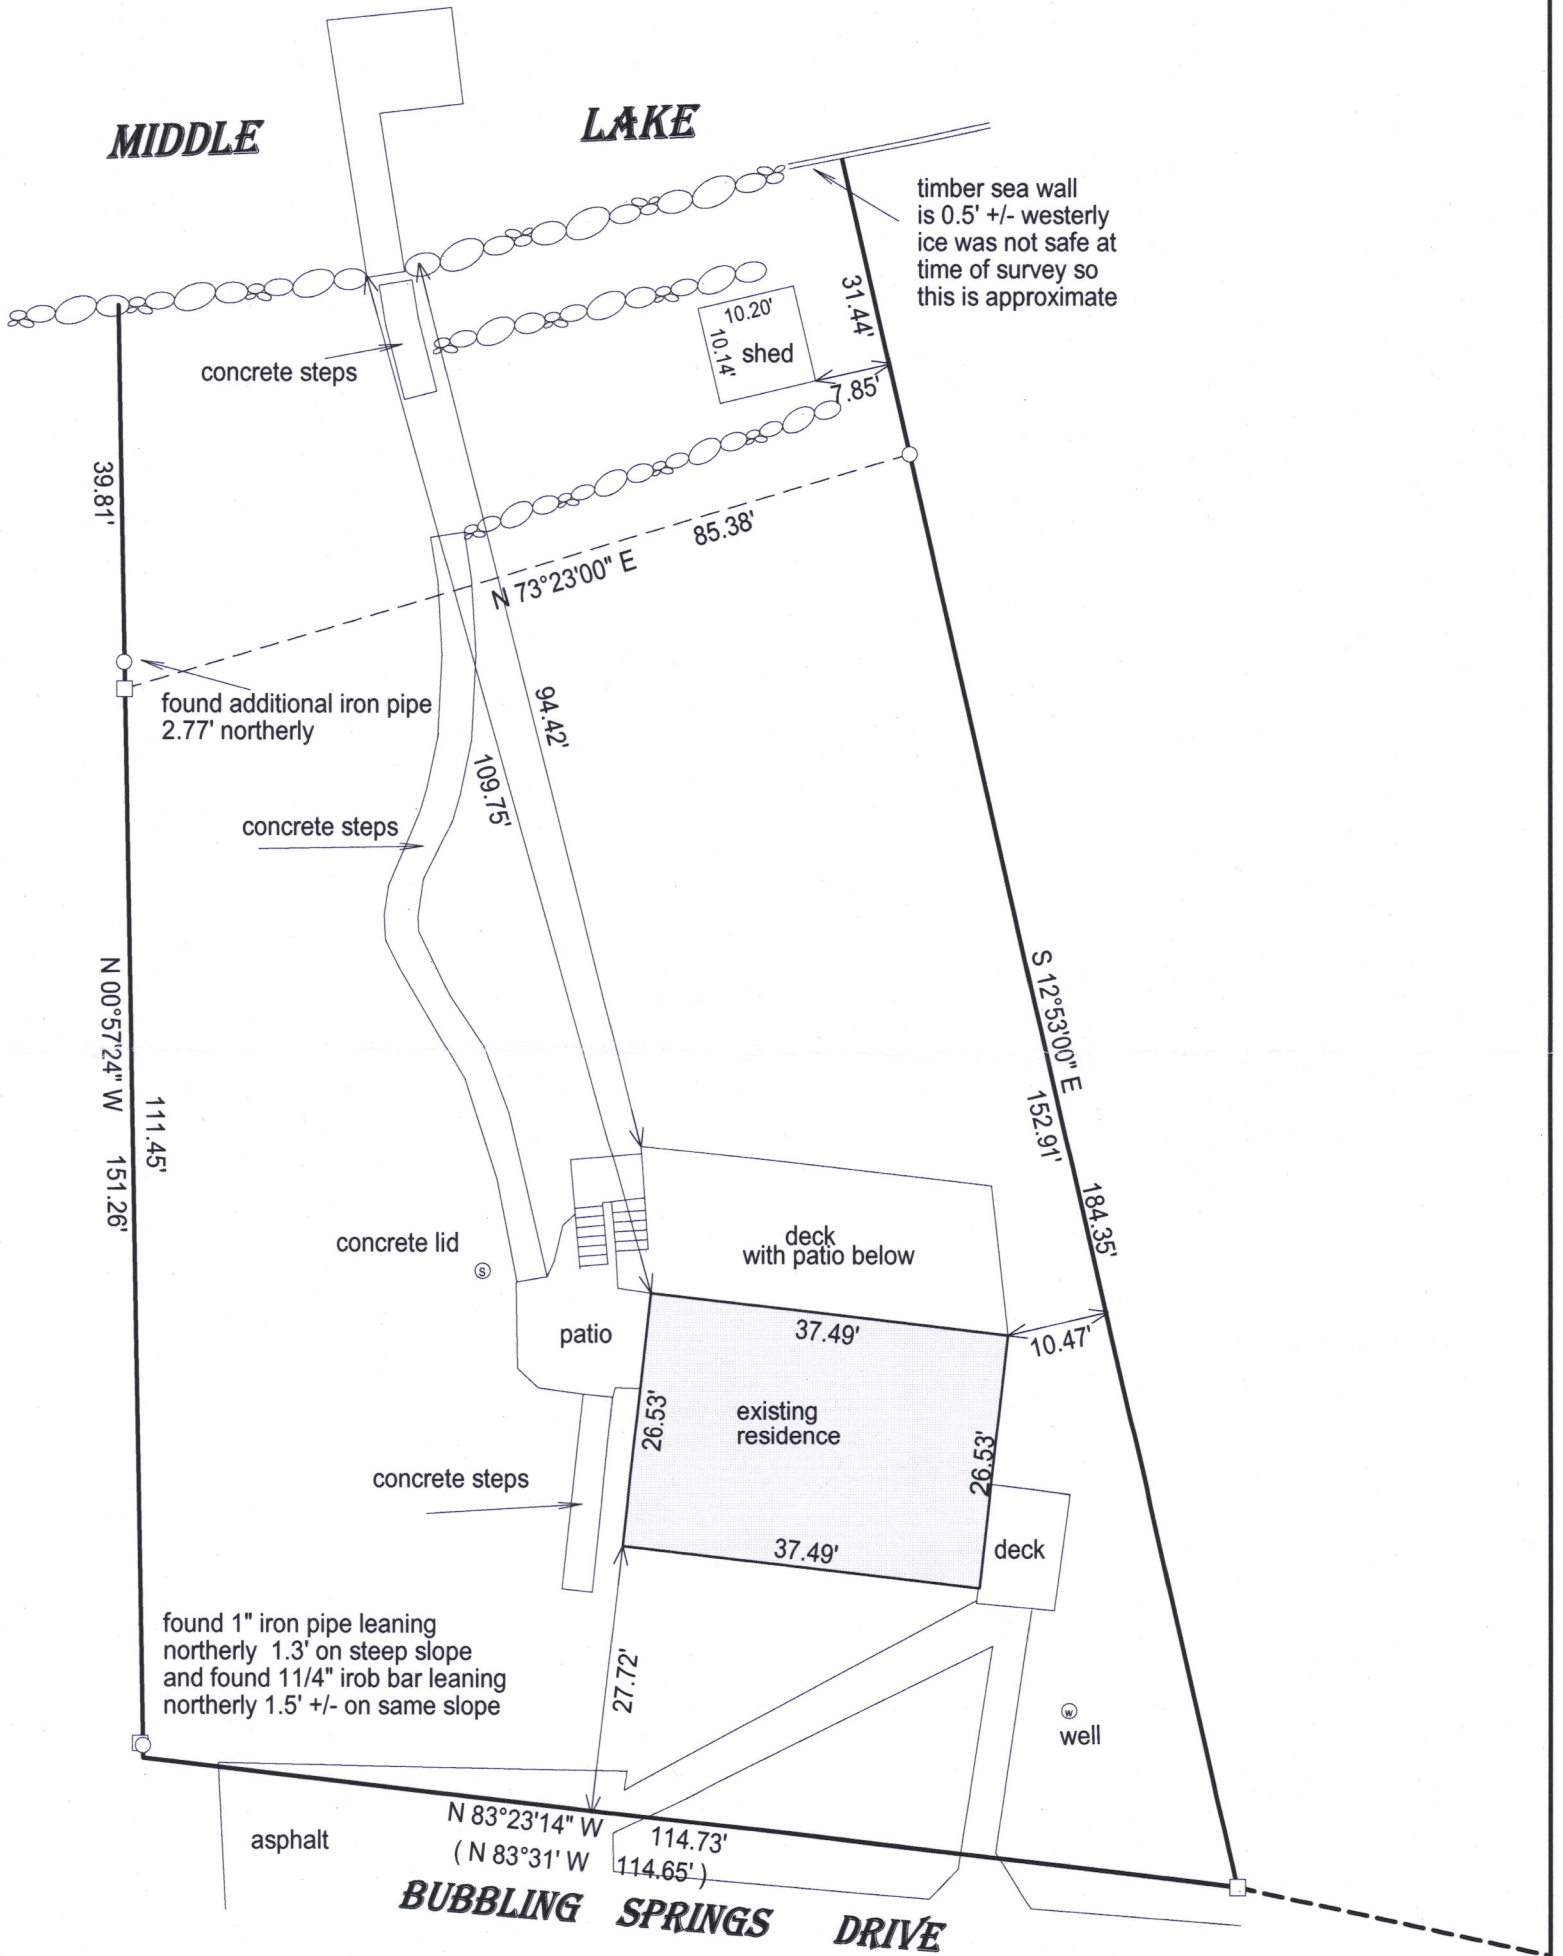 MIDDLE LAKE
timber sea wall
is 0.5' +/- westerly
ice was not safe at
time of survey so
this is approximate
31.44'
10.20'
10.14'
shed
7.85'
concrete steps
39.81'
85.38'
N 73°23'00" E
found additional iron pipe
2.77' northerly
94.42'
109.75'
concrete steps
N 00°57'24" W 151.26'
111.45'
S 12°53'00" E 184.35'
152.91'
concrete lid
S
deck
with patio below
patio
37.49'
10.47'
26.53'
existing
residence
26.53'
concrete steps
37.49'
deck
found 1" iron pipe leaning
northerly 1.3' on steep slope
and found 11/4" irob bar leaning
northerly 1.5' +/- on same slope
27.72'
W
well
asphalt
N 83°23'14" W 114.73'
( N 83°31' W 114.65' )
BUBBLING SPRINGS DRIVE